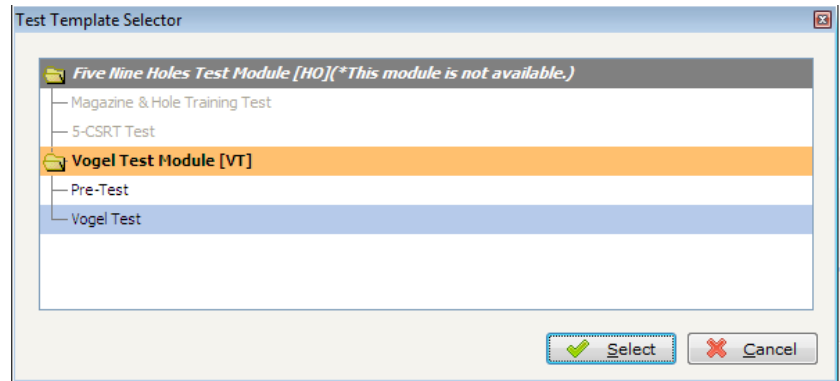 Test Template Selector
Five Nine Holes Test Module [HO](*This module is not available.)
Magazine & Hole Training Test
5-CSRT Test
Vogel Test Module [VT]
Pre-Test
Vogel Test
Select
Cancel